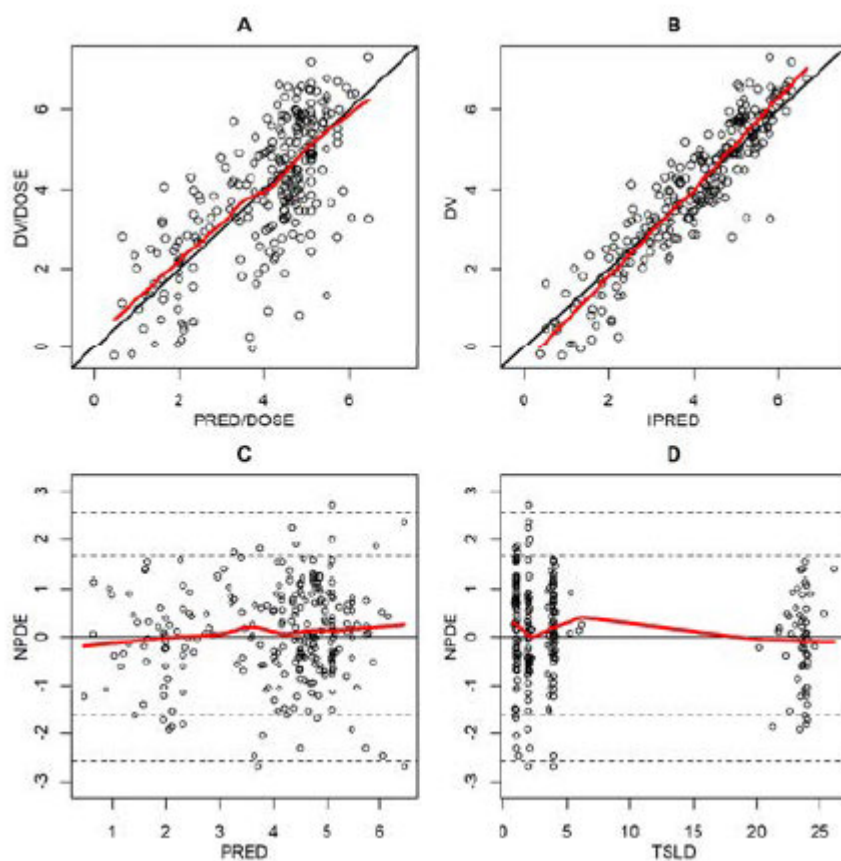 A
B
DV/DOSE
0 2 4 6
0 2 4 6
PRED/DOSE
DV
0 2 4 6
0 2 4 6
IPRED
C
D
NPDE
-3 -2 -1 0 1 2 3
1 2 3 4 5 6
PRED
NPDE
-3 -2 -1 0 1 2 3
0 5 10 15 20 25
TSLD